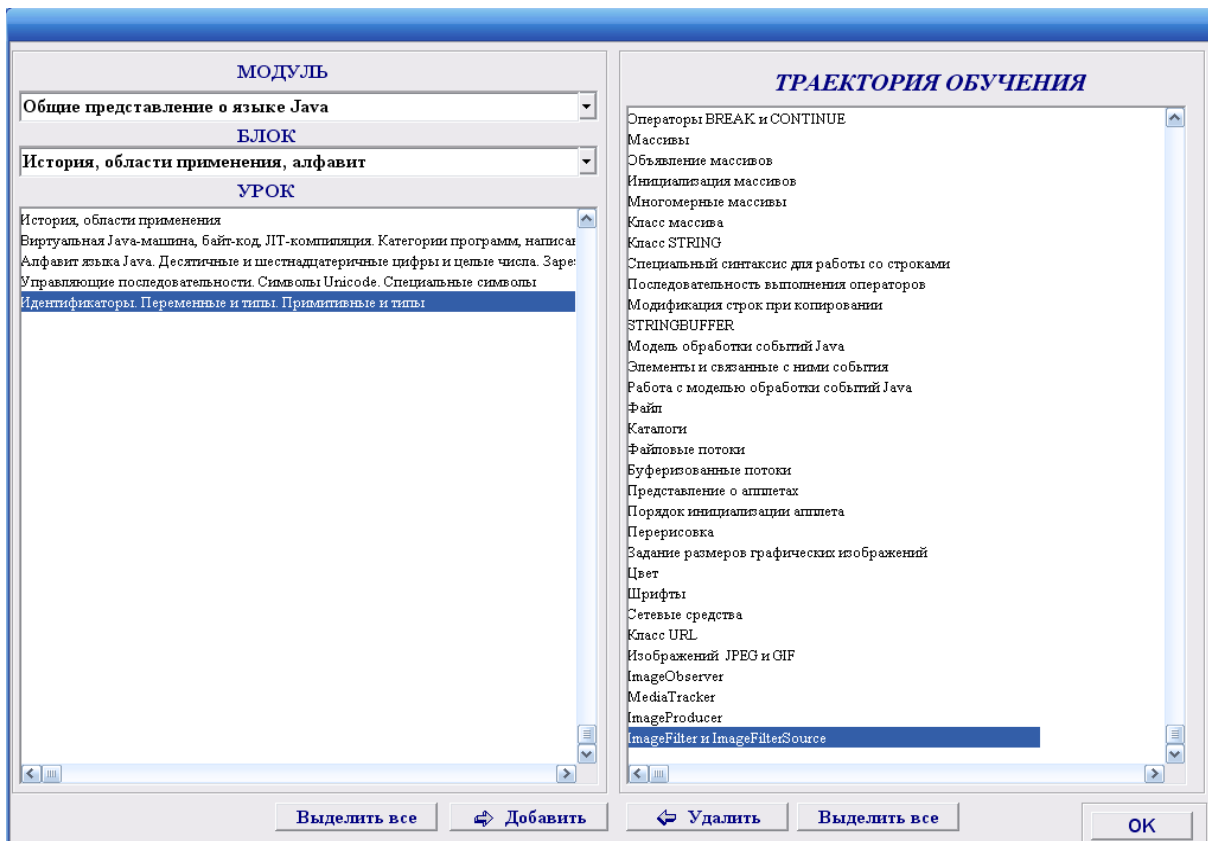 МОДУЛЬ
Общие представление о языке Java
БЛОК
История, области применения, алфавит
УРОК
История, области применения
Виртуальная Java-машина, байт-код, JIT-компиляция. Категории программ, написан
Алфавит языка Java. Десятичные и шестнадцатеричные цифры и целые числа. Заре
Управляющие последовательности. Символы Unicode. Специальные символы
Идентификаторы. Переменные и типы. Примитивные и типы
Выделить все
Добавить
ТРАЕКТОРИЯ ОБУЧЕНИЯ
Операторы BREAK и CONTINUE
Массивы
Объявление массивов
Инициализация массивов
Многомерные массивы
Класс массива
Класс STRING
Специальный синтаксис для работы со строками
Последовательность выполнения операторов
Модификация строк при копировании
STRINGBUFFER
Модель обработки событий Java
Элементы и связанные с ними события
Работа с моделью обработки событий Java
Файл
Каталоги
Файловые потоки
Буферизованные потоки
Представление о апплетах
Порядок инициализации апплета
Перерисовка
Задание размеров графических изображений
Цвет
Шрифты
Сетевые средства
Класс URL
Изображений JPEG и GIF
ImageObserver
MediaTracker
ImageProducer
ImageFilter и ImageFilterSource
Удалить
Выделить все
OK